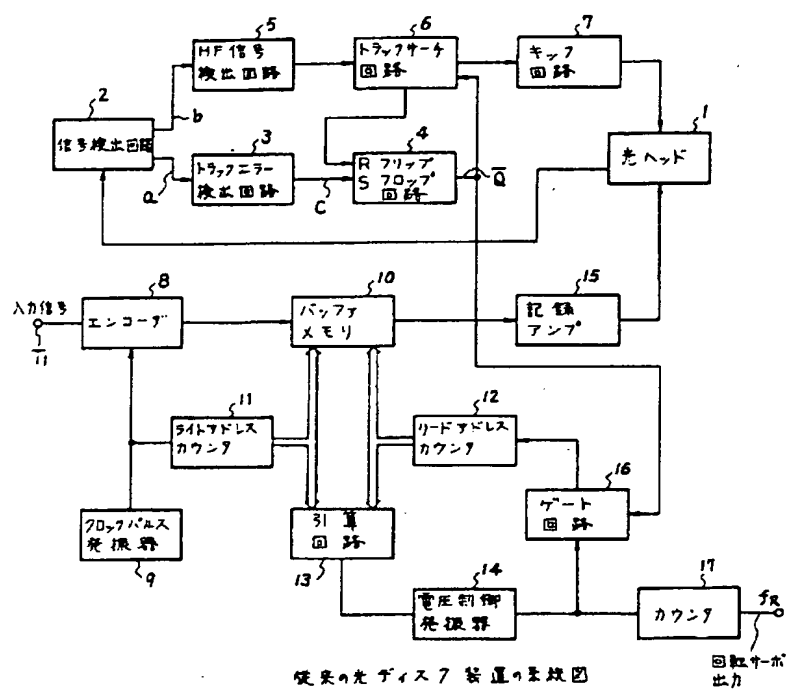 5
HF信号
検出回路
6
トラックサーチ
回路
7
キック
回路
2
信号検出回路
b
a
3
トラックエラー
検出回路
C
4
R フリップ
S フロップ
回路
Q
1
光ヘッド
入力信号
11
8
エンコーダ
10
バッファ
メモリ
15
記録
アンプ
11
ライトアドレス
カウンタ
12
リードアドレス
カウンタ
16
ゲート
回路
クロックパルス
発振器
9
引算
回路
13
14
電圧制御
発振器
17
カウンタ
fR
回転サーボ
出力
従来の光ディスク装置の系統図